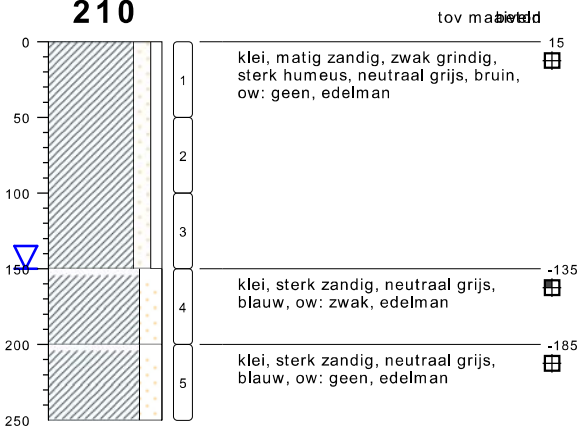 210
tov maaiveld
0
15
klei, matig zandig, zwak grindig,
sterk humeus, neutraal grijs, bruin,
ow: geen, edelman
1
50
2
100
3
150
-135
klei, sterk zandig, neutraal grijs,
blauw, ow: zwak, edelman
4
200
-185
klei, sterk zandig, neutraal grijs,
blauw, ow: geen, edelman
5
250